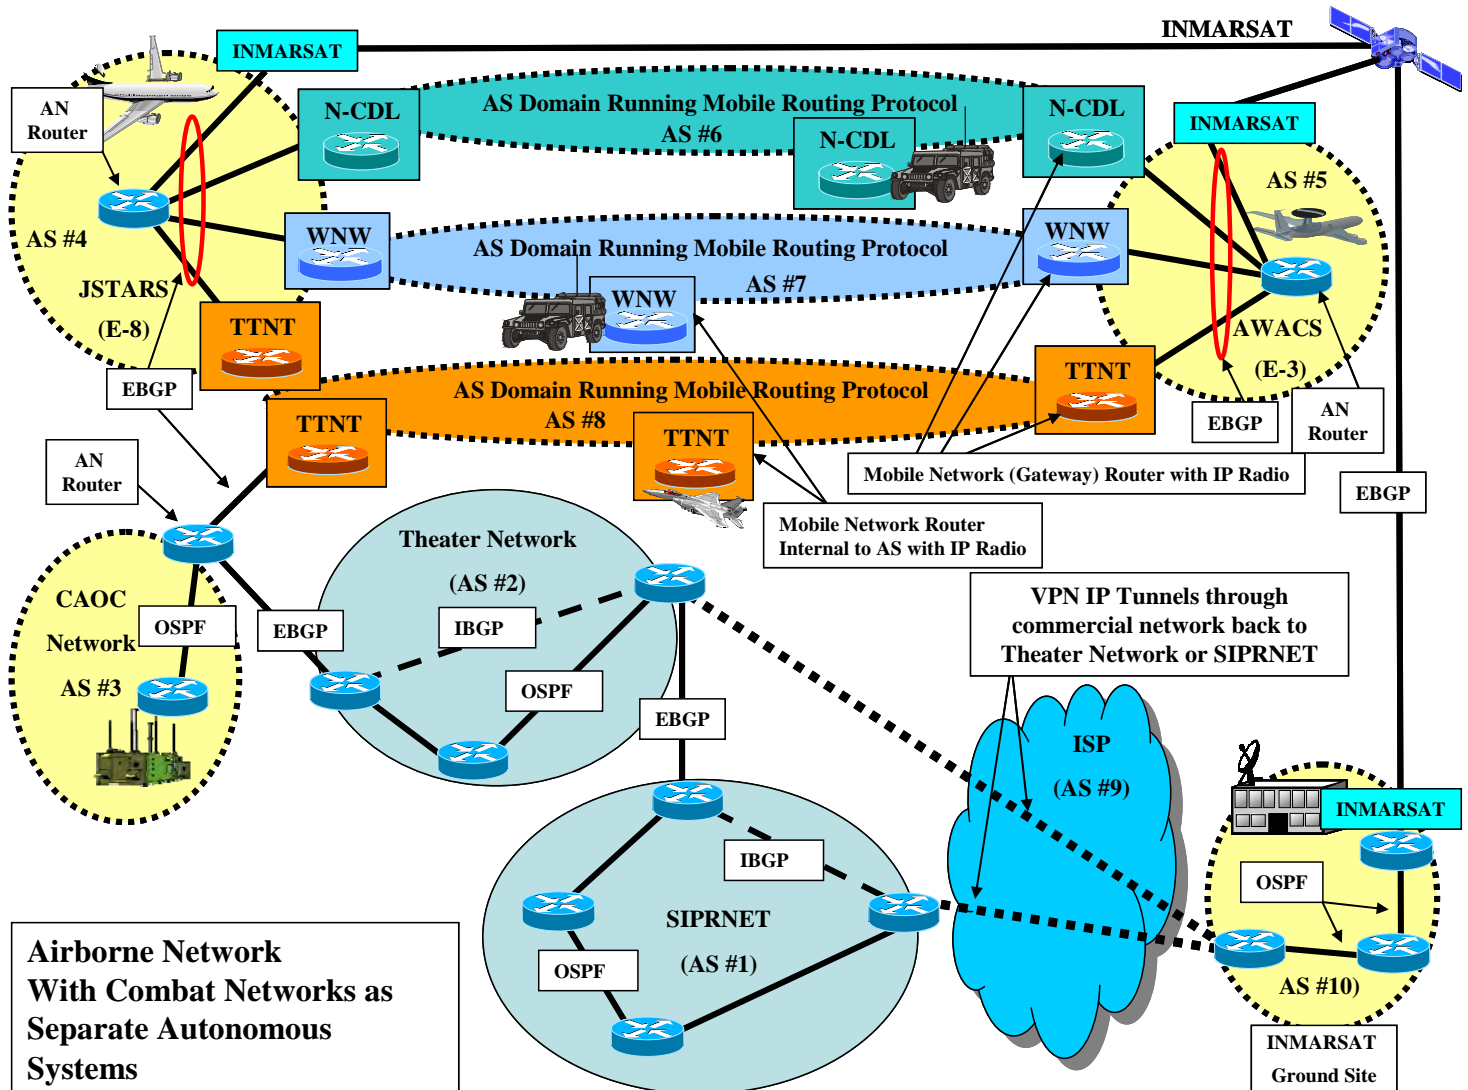 INMARSAT
INMARSAT
AN
Router
N-CDL
AS Domain Running Mobile Routing Protocol
AS #6
N-CDL
N-CDL
INMARSAT
AS #5
AS #4
WNW
AS Domain Running Mobile Routing Protocol
AS #7
WNW
WNW
JSTARS
(E-8)
AWACS
(E-3)
TTNT
EBGP
AS Domain Running Mobile Routing Protocol
AS #8
TTNT
TTNT
TTNT
EBGP
AN
Router
AN
Router
Mobile Network (Gateway) Router with IP Radio
EBGP
Mobile Network Router
Internal to AS with IP Radio
Theater Network
(AS #2)
CAOC
Network
AS #3
OSPF
EBGP
IBGP
OSPF
EBGP
VPN IP Tunnels through
commercial network back to
Theater Network or SIPRNET
ISP
(AS #9)
INMARSAT
IBGP
OSPF
SIPRNET
(AS #1)
OSPF
AS #10)
INMARSAT
Ground Site
Airborne Network
With Combat Networks as
Separate Autonomous
Systems